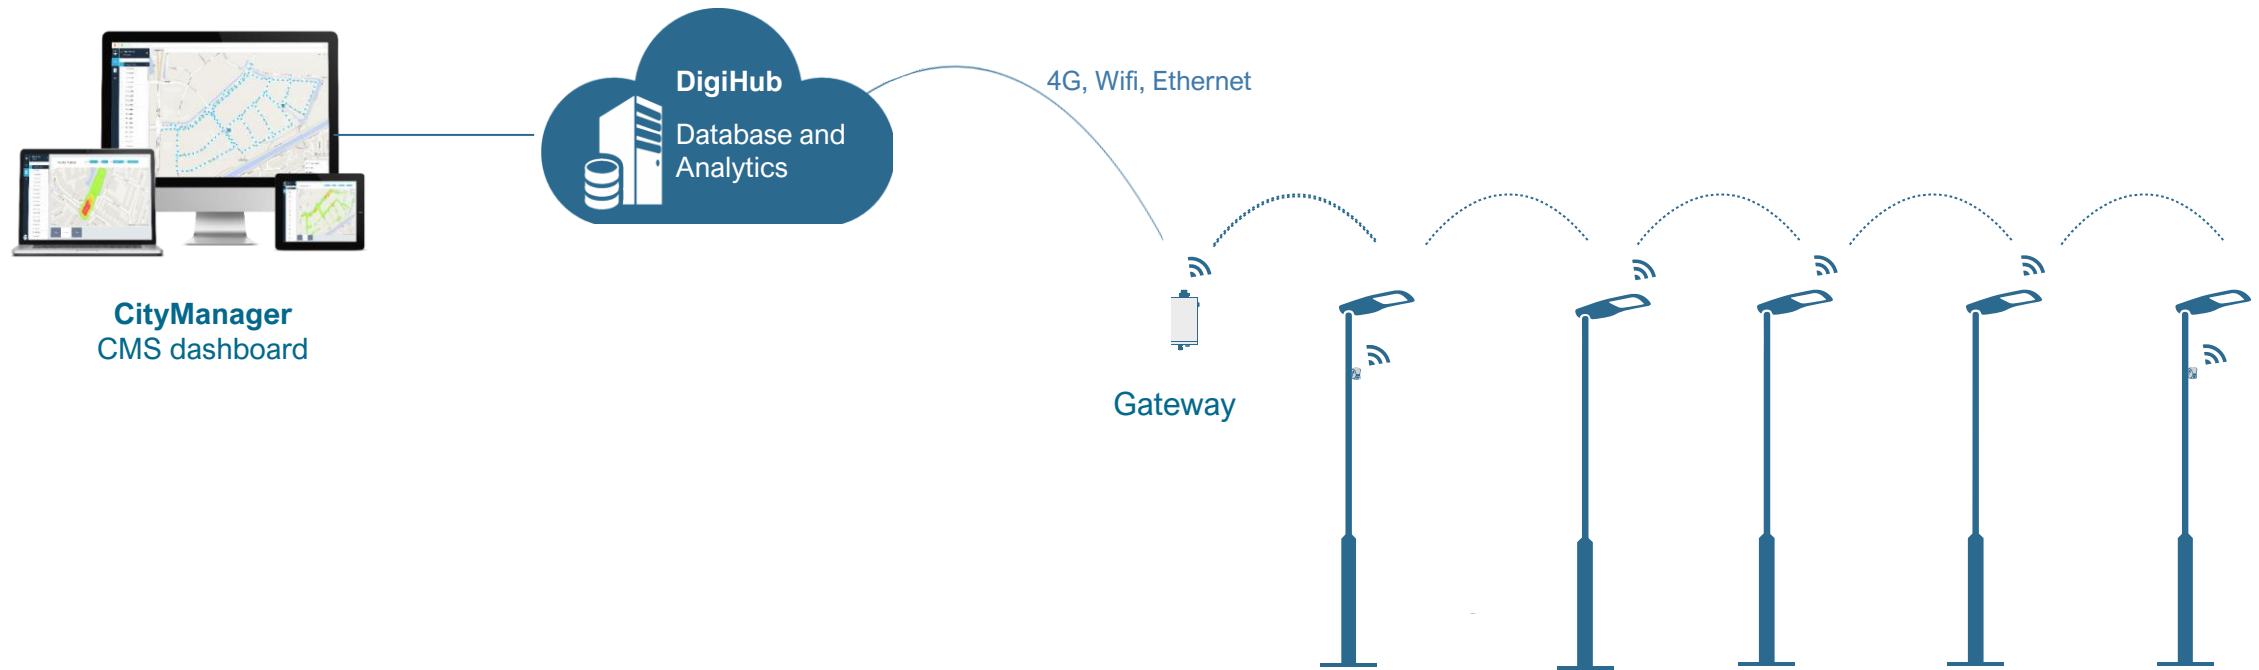 DigiHub
Database and
Analytics
4G, Wifi, Ethernet
CityManager
CMS dashboard
Gateway